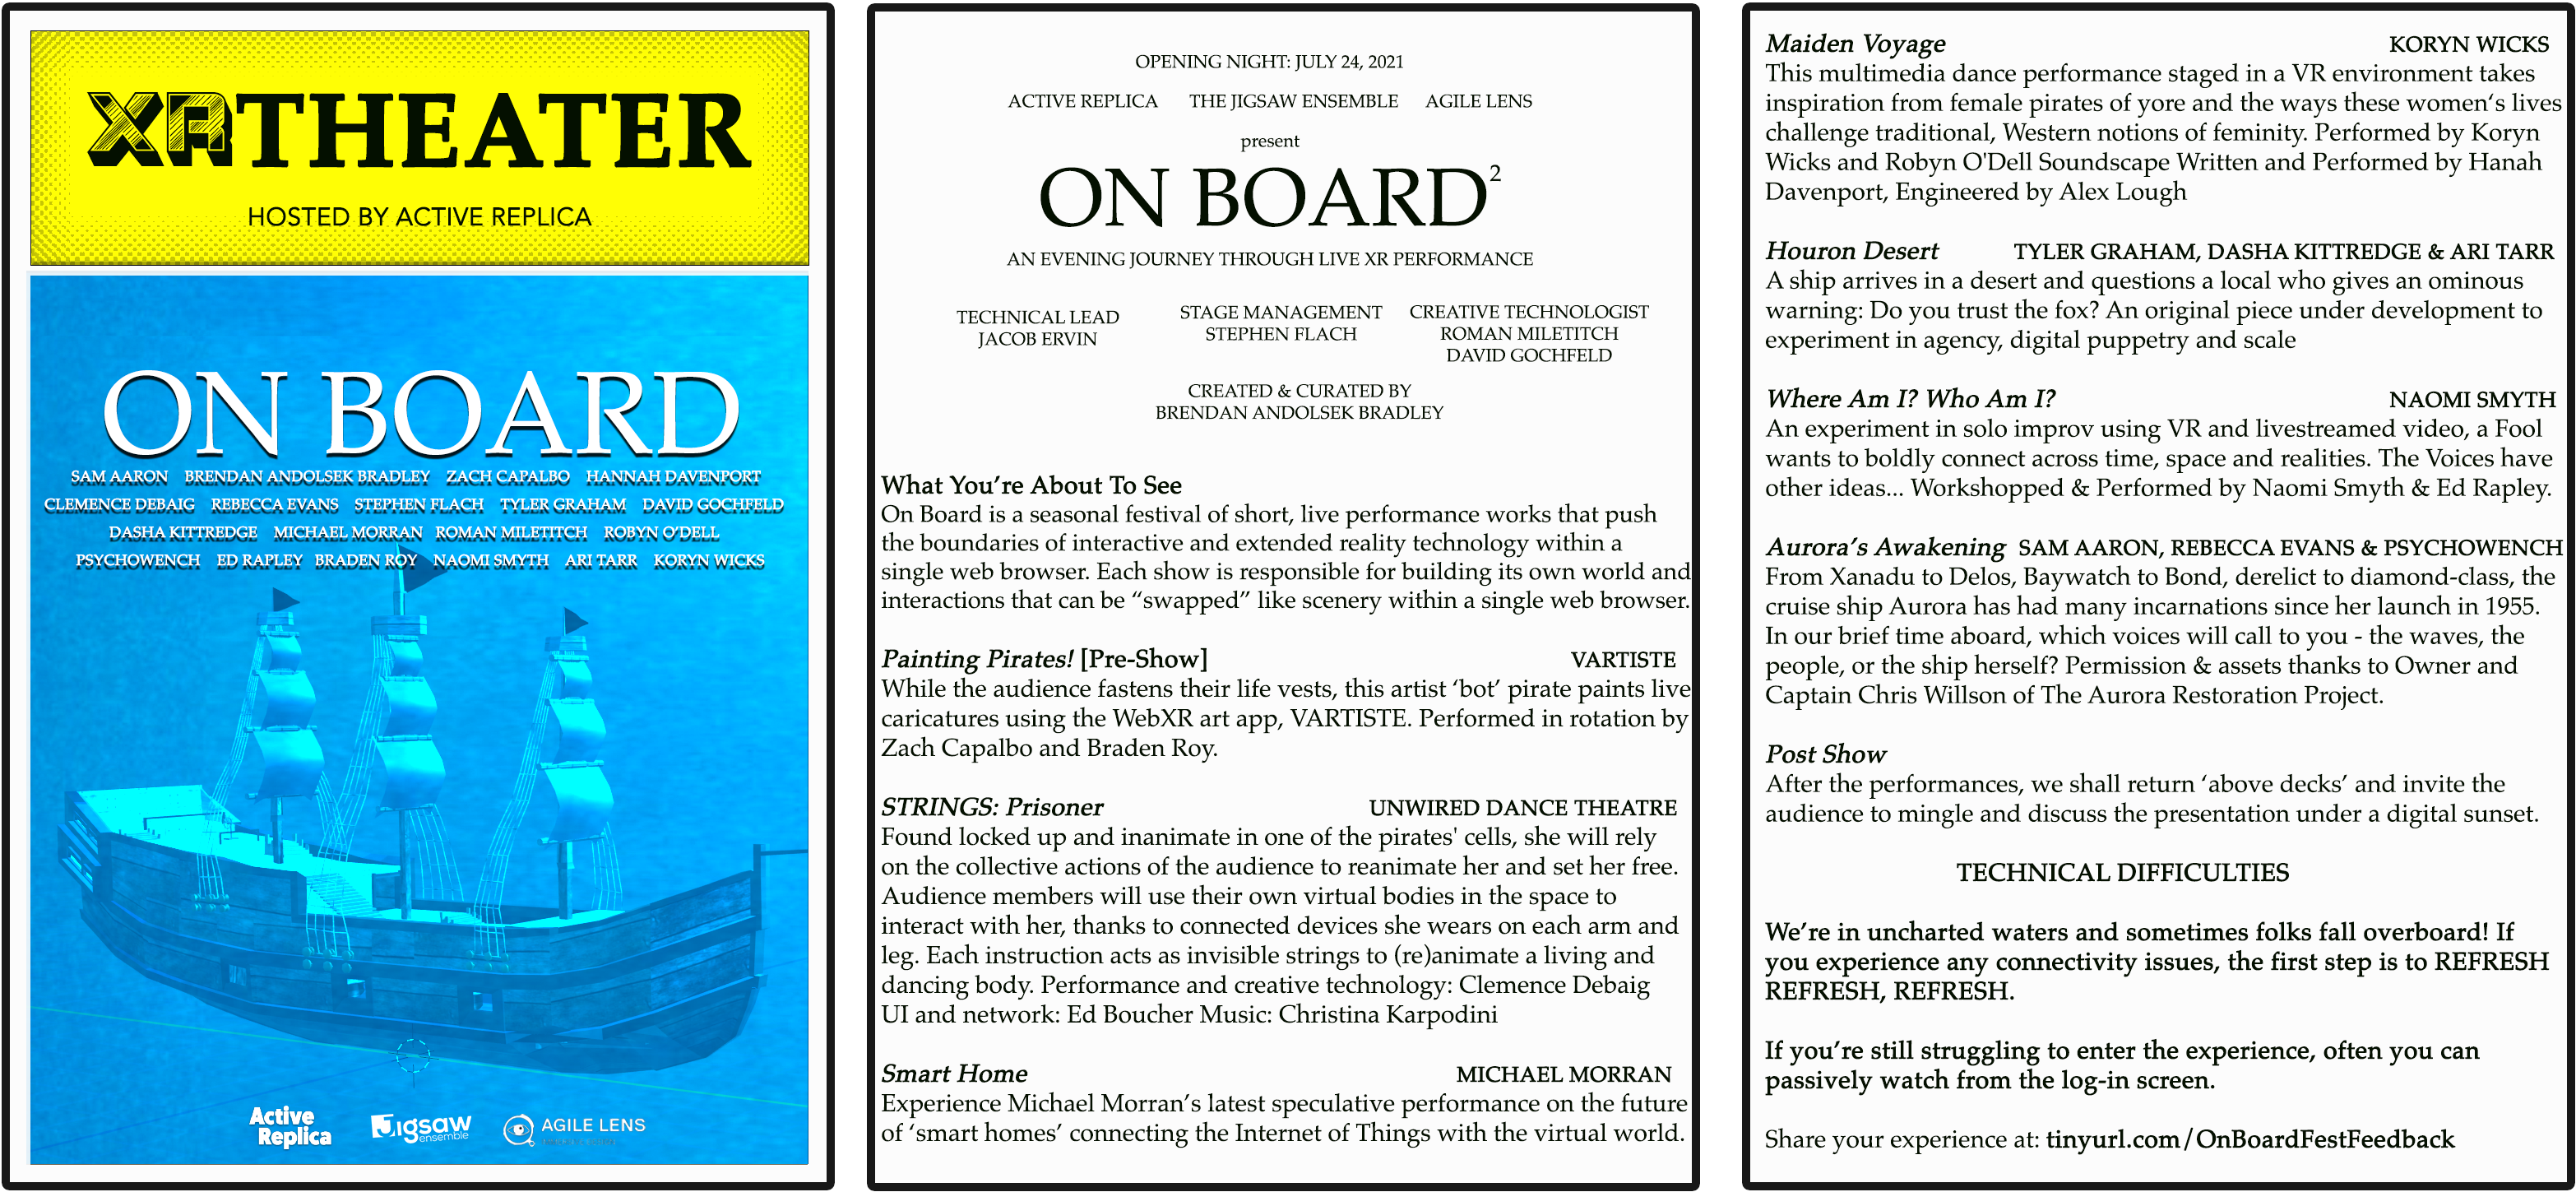 XRTHEATER
HOSTED BY ACTIVE REPLICA
ON BOARD
SAM AARON BRENDAN ANDOLSEK BRADLEY ZACH CAPALBO HANNAH DAVENPORT
CLEMENCE DEBAIG REBECCA EVANS STEPHEN FLACH TYLER GRAHAM DAVID GOCHFELD
DASHA KITTREDGE MICHAEL MORRAN ROMAN MILETITCH ROBYN O'DELL
PSYCHOWENCH ED RAPLEY BRADEN ROY NAOMI SMYTH ARI TARR KORYN WICKS
Active
Replica
Jigsaw
ensemble
AGILE LENS
OPENING NIGHT: JULY 24, 2021
ACTIVE REPLICA THE JIGSAW ENSEMBLE AGILE LENS
present
ON BOARD²
AN EVENING JOURNEY THROUGH LIVE XR PERFORMANCE
TECHNICAL LEAD
JACOB ERVIN
STAGE MANAGEMENT
STEPHEN FLACH
CREATIVE TECHNOLOGIST
ROMAN MILETITCH
DAVID GOCHFELD
CREATED & CURATED BY
BRENDAN ANDOLSEK BRADLEY
What You're About To See
On Board is a seasonal festival of short, live performance works that push
the boundaries of interactive and extended reality technology within a
single web browser. Each show is responsible for building its own world and
interactions that can be “swapped” like scenery within a single web browser.
Painting Pirates! [Pre-Show] VARTISTE
While the audience fastens their life vests, this artist ‘bot’ pirate paints live
caricatures using the WebXR art app, VARTISTE. Performed in rotation by
Zach Capalbo and Braden Roy.
STRINGS: Prisoner UNWIRED DANCE THEATRE
Found locked up and inanimate in one of the pirates' cells, she will rely
on the collective actions of the audience to reanimate her and set her free.
Audience members will use their own virtual bodies in the space to
interact with her, thanks to connected devices she wears on each arm and
leg. Each instruction acts as invisible strings to (re)animate a living and
dancing body. Performance and creative technology: Clemence Debaig
UI and network: Ed Boucher Music: Christina Karpodini
Smart Home MICHAEL MORRAN
Experience Michael Morran’s latest speculative performance on the future
of ‘smart homes’ connecting the Internet of Things with the virtual world.
Maiden Voyage KORYN WICKS
This multimedia dance performance staged in a VR environment takes
inspiration from female pirates of yore and the ways these women‘s lives
challenge traditional, Western notions of feminity. Performed by Koryn
Wicks and Robyn O'Dell Soundscape Written and Performed by Hanah
Davenport, Engineered by Alex Lough
Houron Desert TYLER GRAHAM, DASHA KITTREDGE & ARI TARR
A ship arrives in a desert and questions a local who gives an ominous
warning: Do you trust the fox? An original piece under development to
experiment in agency, digital puppetry and scale
Where Am I? Who Am I? NAOMI SMYTH
An experiment in solo improv using VR and livestreamed video, a Fool
wants to boldly connect across time, space and realities. The Voices have
other ideas... Workshopped & Performed by Naomi Smyth & Ed Rapley.
Aurora’s Awakening SAM AARON, REBECCA EVANS & PSYCHOWENCH
From Xanadu to Delos, Baywatch to Bond, derelict to diamond-class, the
cruise ship Aurora has had many incarnations since her launch in 1955.
In our brief time aboard, which voices will call to you - the waves, the
people, or the ship herself? Permission & assets thanks to Owner and
Captain Chris Willson of The Aurora Restoration Project.
Post Show
After the performances, we shall return ‘above decks’ and invite the
audience to mingle and discuss the presentation under a digital sunset.
TECHNICAL DIFFICULTIES
We’re in uncharted waters and sometimes folks fall overboard! If
you experience any connectivity issues, the first step is to REFRESH
REFRESH, REFRESH.
If you’re still struggling to enter the experience, often you can
passively watch from the log-in screen.
Share your experience at: tinyurl.com/OnBoardFestFeedback